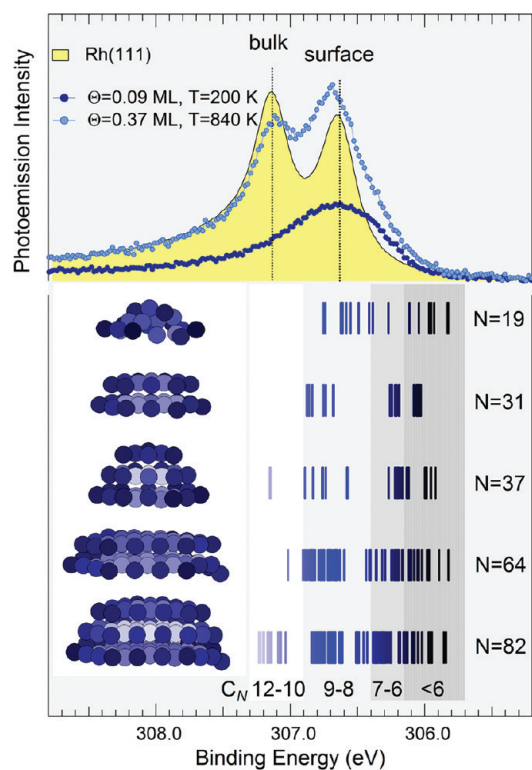 bulk
surface
Rh(111)
Θ=0.09 ML, T=200 K
Θ=0.37 ML, T=840 K
Photoemission Intensity
N=19
N=31
N=37
N=64
N=82
C_N 12-10 9-8 7-6 <6
308.0 307.0 306.0
Binding Energy (eV)